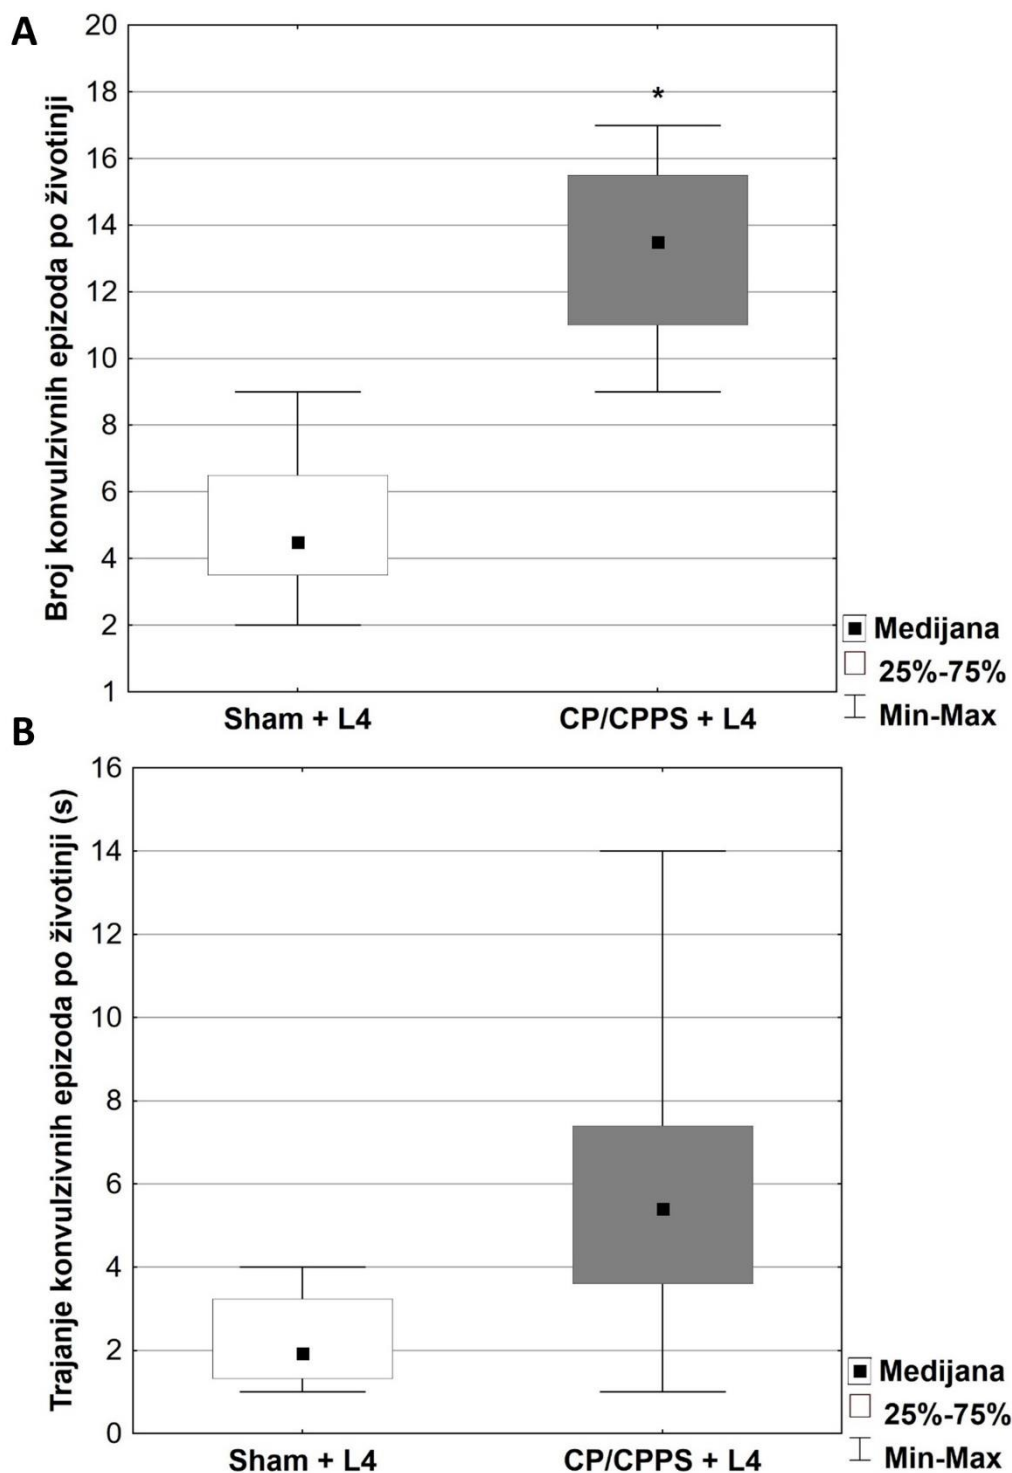 A
Broj konvulzivnih epizoda po životinji
20
18
16
14
12
10
8
6
4
2
1
*
Sham + L4
CP/CPPS + L4
Medijana
25%-75%
Min-Max
B
Trajanje konvulzivnih epizoda po životinji (s)
16
14
12
10
8
6
4
2
0
Sham + L4
CP/CPPS + L4
Medijana
25%-75%
Min-Max